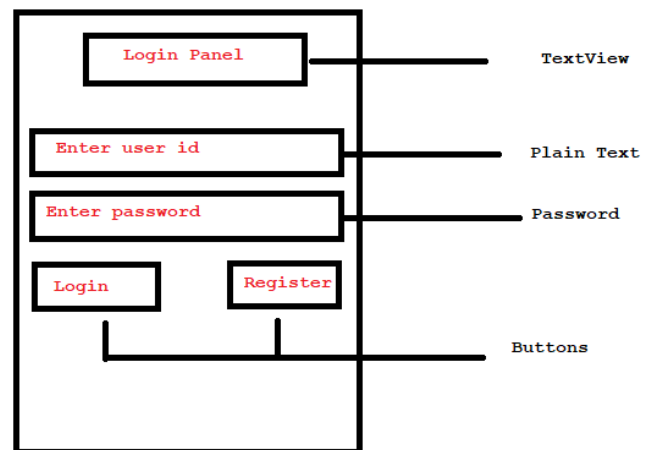 Login Panel
TextView
Enter user id
Plain Text
Enter password
Password
Login
Register
Buttons